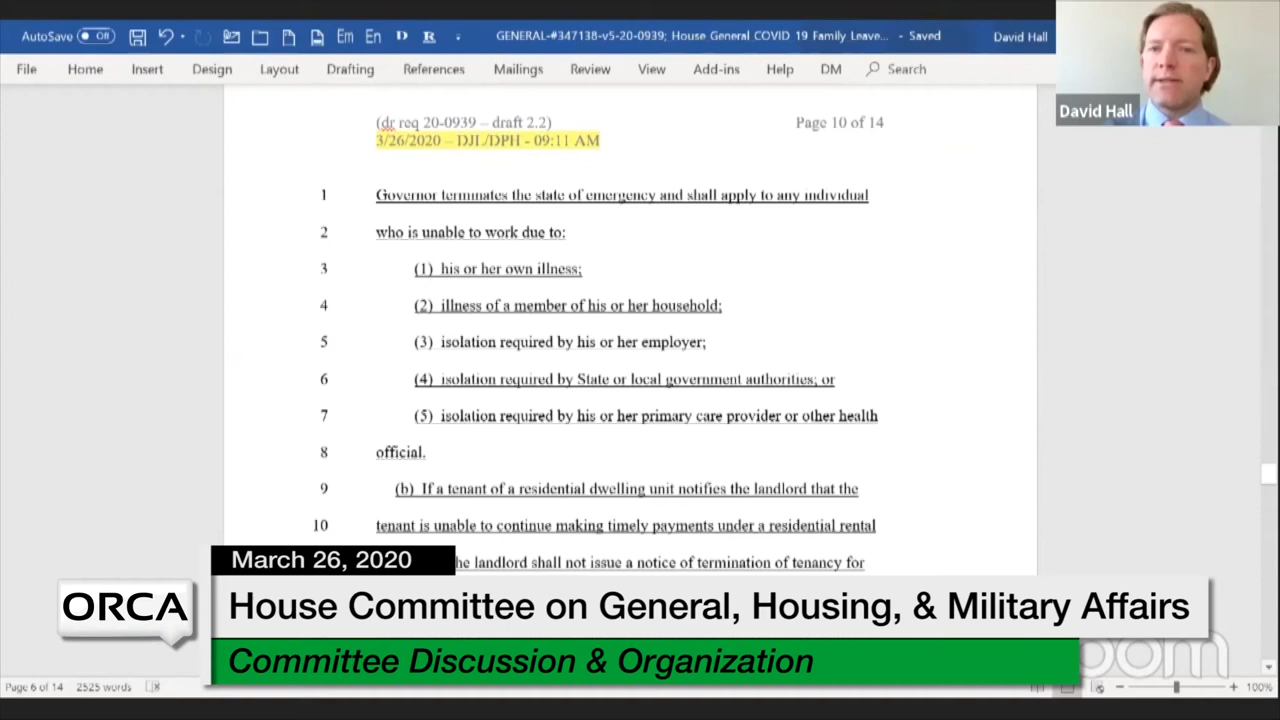 AutoSave Off
GENERAL-#347138-v5-20-0939; House General COVID 19 Family Leave... - Saved
David Hall
File Home Insert Design Drafting Layout References Mailings Review View Add-ins Help DM Search
David Hall
(dr req 20-0939 – draft 2.2) Page 10 of 14
3/26/2020 – DJL/DPH - 09:11 AM
1 Governor terminates the state of emergency and shall apply to any individual
2 who is unable to work due to:
3 (1) his or her own illness;
4 (2) illness of a member of his or her household;
5 (3) isolation required by his or her employer;
6 (4) isolation required by State or local government authorities; or
7 (5) isolation required by his or her primary care provider or other health
8 official.
9 (b) If a tenant of a residential dwelling unit notifies the landlord that the
10 tenant is unable to continue making timely payments under a residential rental
he landlord shall not issue a notice of termination of tenancy for
March 26, 2020
ORCA
House Committee on General, Housing, & Military Affairs
Committee Discussion & Organization
zoom
Page 6 of 14 2525 words
100%